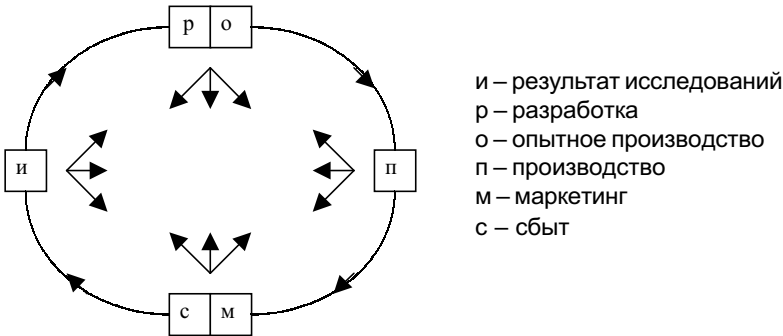 р о
и
п
с м
и – результат исследований
р – разработка
о – опытное производство
п – производство
м – маркетинг
с – сбыт